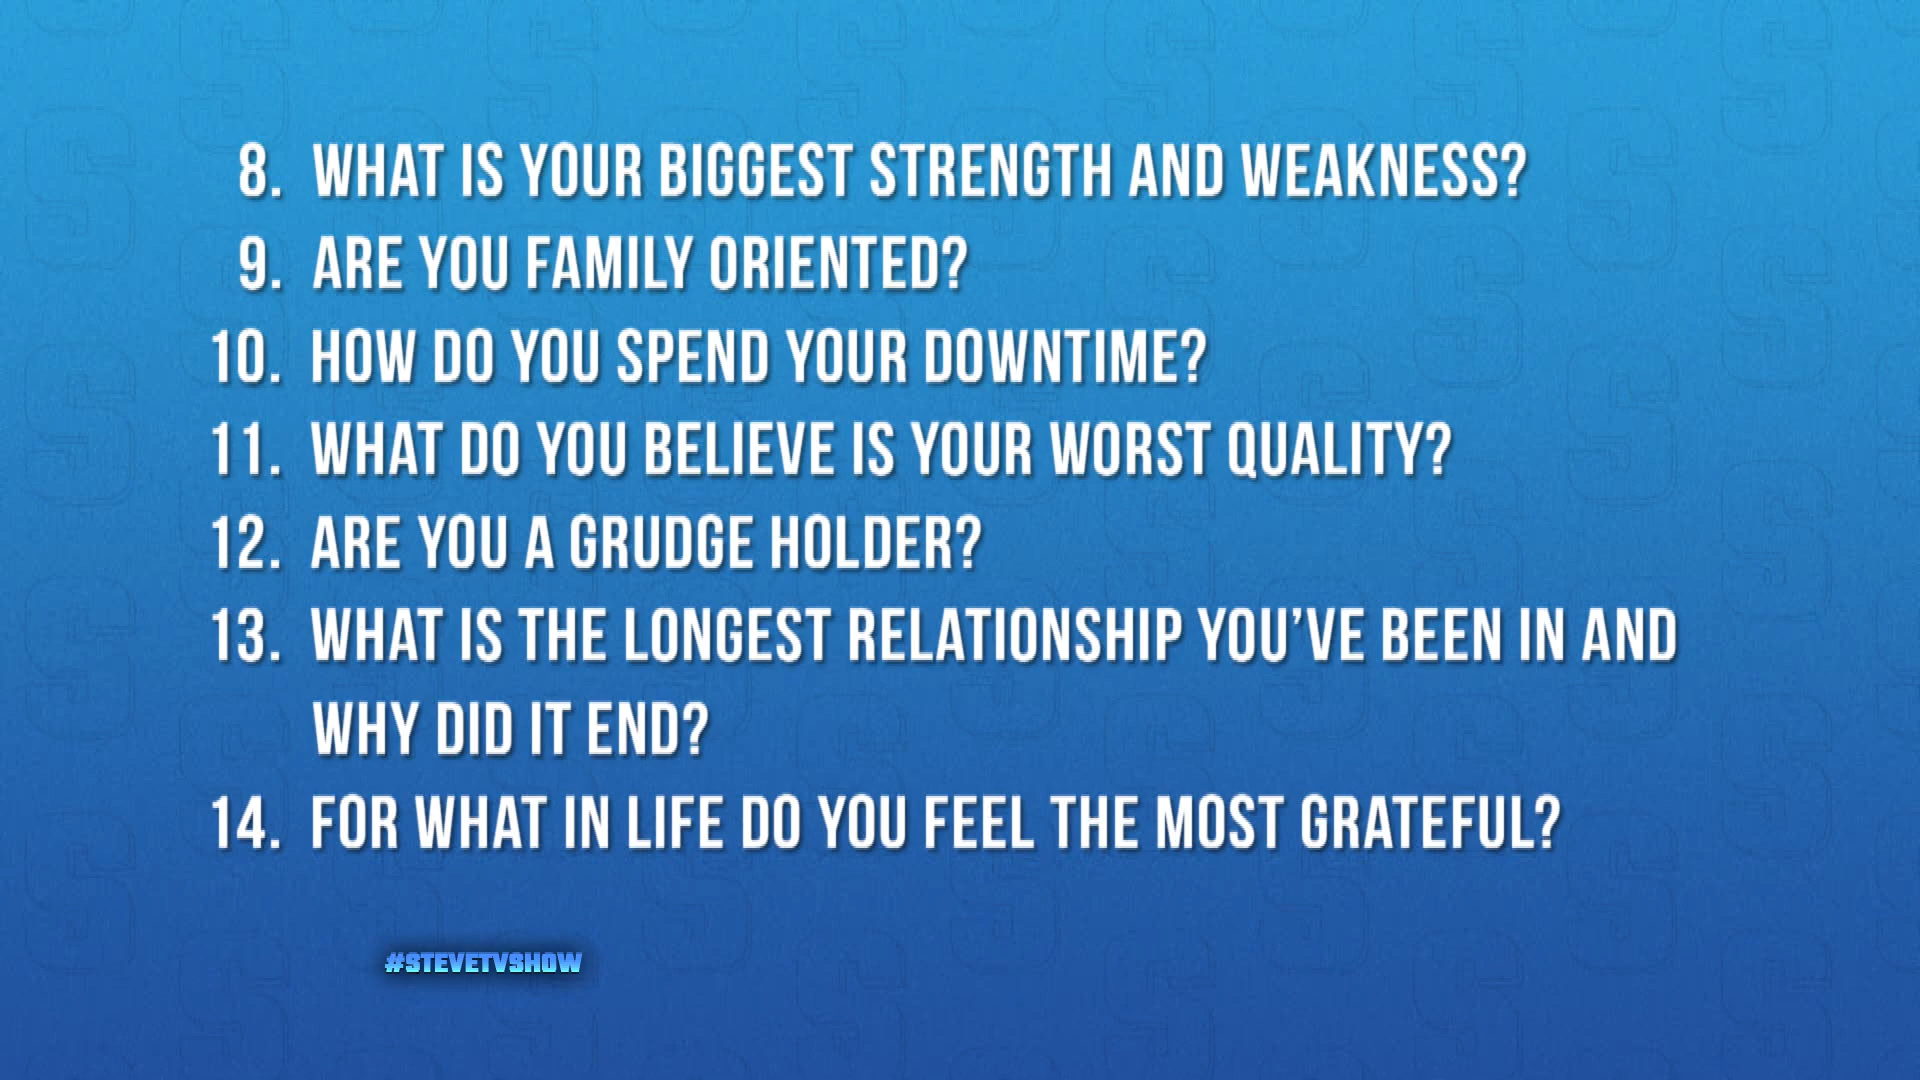 8. WHAT IS YOUR BIGGEST STRENGTH AND WEAKNESS?
9. ARE YOU FAMILY ORIENTED?
10. HOW DO YOU SPEND YOUR DOWNTIME?
11. WHAT DO YOU BELIEVE IS YOUR WORST QUALITY?
12. ARE YOU A GRUDGE HOLDER?
13. WHAT IS THE LONGEST RELATIONSHIP YOU’VE BEEN IN AND
WHY DID IT END?
14. FOR WHAT IN LIFE DO YOU FEEL THE MOST GRATEFUL?
#STEVETVSHOW